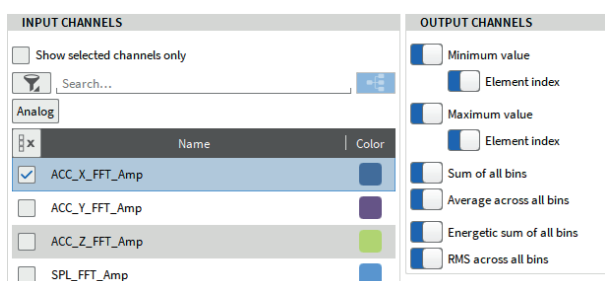 INPUT CHANNELS
Show selected channels only
Search...
Analog
x Name Color
ACC_X_FFT_Amp
ACC_Y_FFT_Amp
ACC_Z_FFT_Amp
SPL_FFT_Amp
OUTPUT CHANNELS
Minimum value
Element index
Maximum value
Element index
Sum of all bins
Average across all bins
Energetic sum of all bins
RMS across all bins